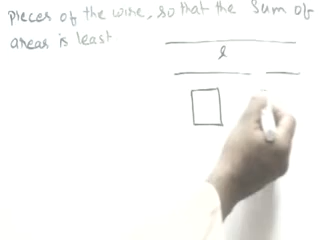 pieces of the wire, so that the Sum of
areas is least
l